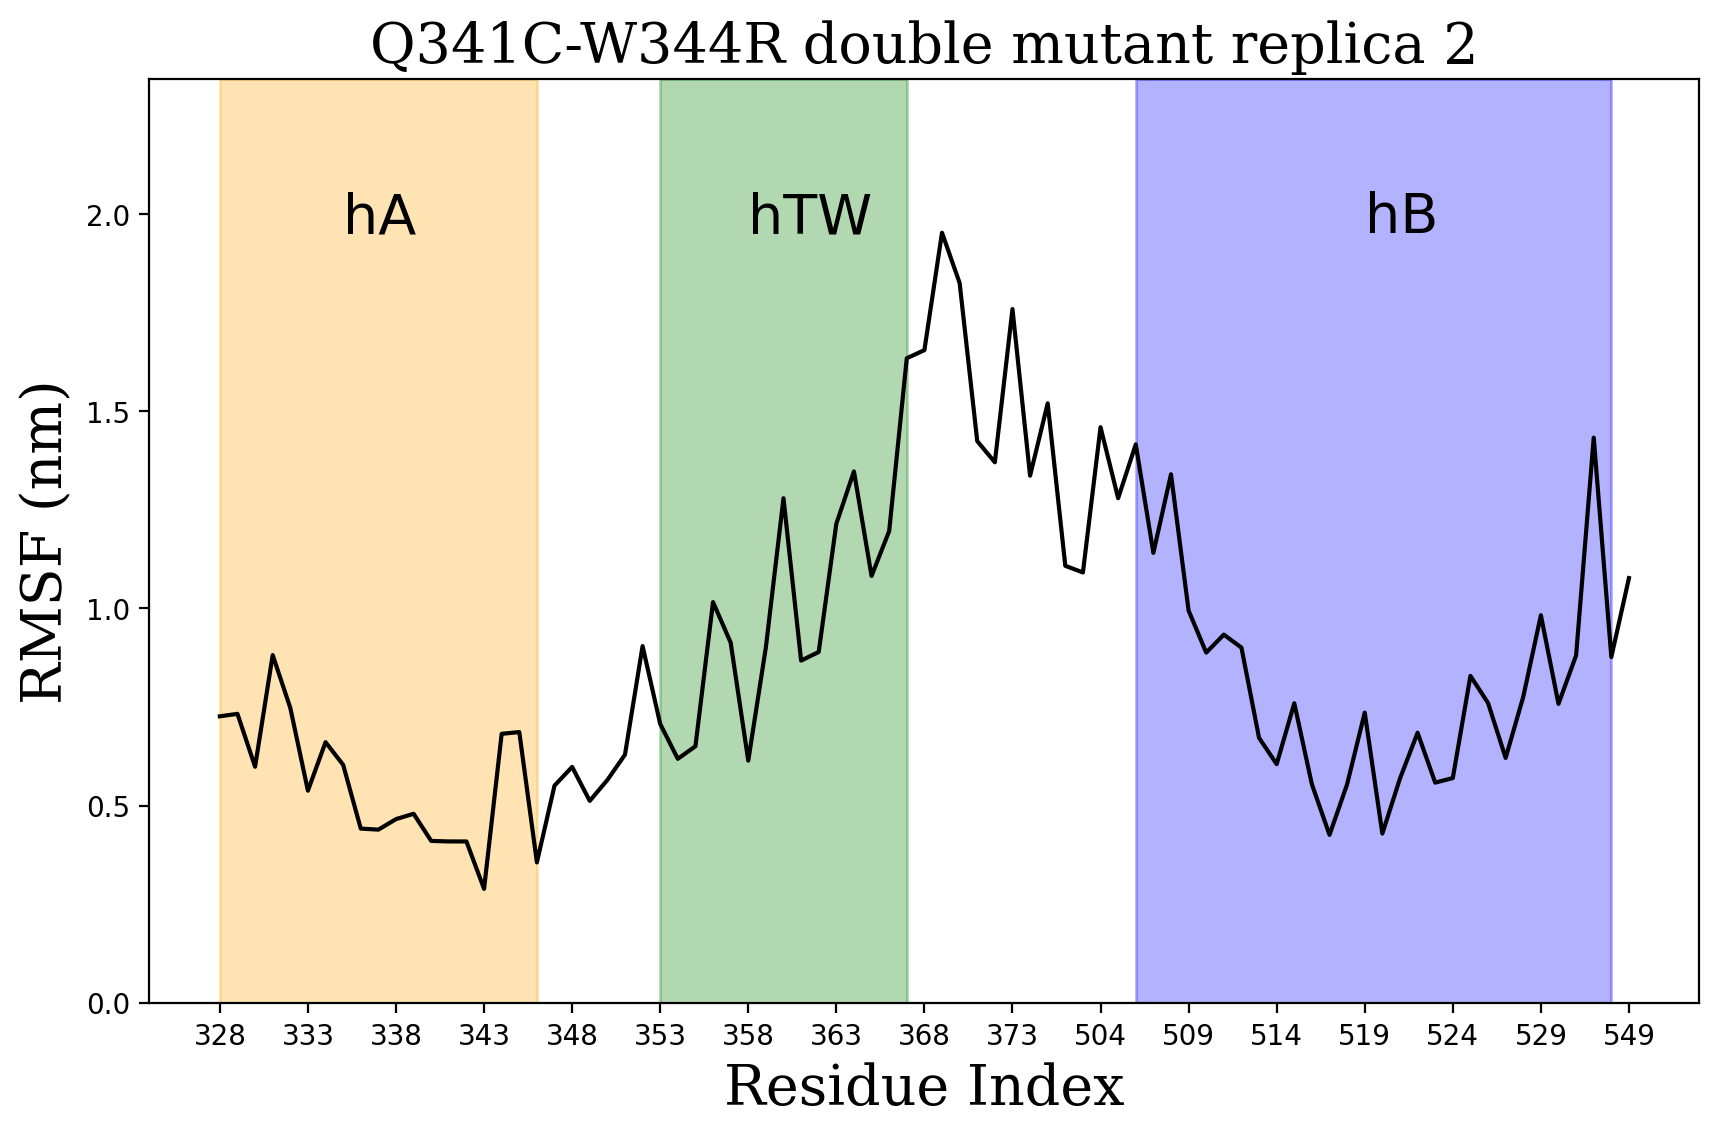 Q341C-W344R double mutant replica 2
hA hTW hB
2.0
1.5
1.0
0.5
0.0
RMSF (nm)
328 333 338 343 348 353 358 363 368 373 504 509 514 519 524 529 549
Residue Index